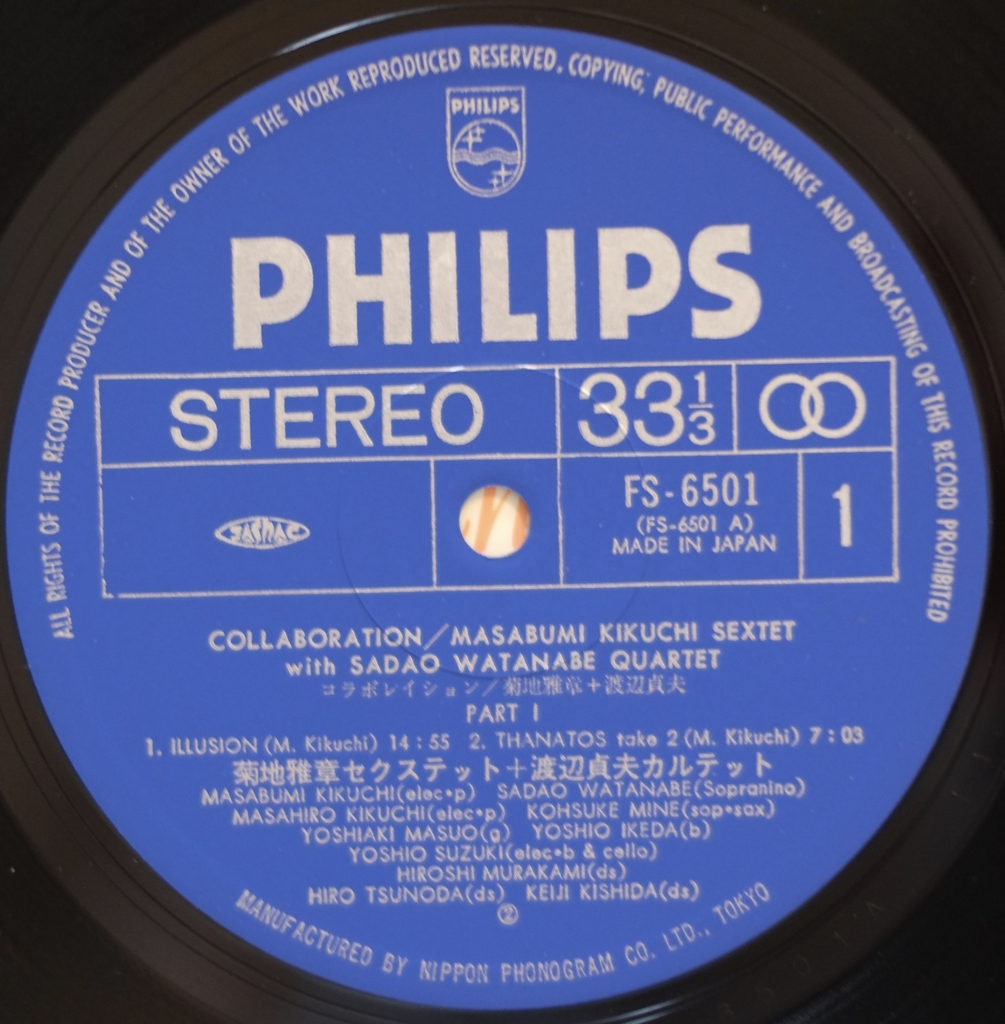 ALL RIGHTS OF THE RECORD PRODUCER AND OF THE OWNER OF THE WORK REPRODUCED RESERVED. COPYING, PUBLIC PERFORMANCE AND BROADCASTING OF THIS RECORD PROHIBITED
PHILIPS
PHILIPS
STEREO 33 1/3
JASRAC
FS-6501 1
(FS-6501 A)
MADE IN JAPAN
COLLABORATION/MASABUMI KIKUCHI SEXTET
with SADAO WATANABE QUARTET
コラボレイション/菊地雅章+渡辺貞夫
PART I
1. ILLUSION (M. Kikuchi) 14:55 2. THANATOS take 2 (M. Kikuchi) 7:03
菊地雅章セクステット+渡辺貞夫カルテット
MASABUMI KIKUCHI(elec•p) SADAO WATANABE(Sopranino)
MASAHIRO KIKUCHI(elec•p) KOHSUKE MINE(sop•sax)
YOSHIAKI MASUO(g) YOSHIO IKEDA(b)
YOSHIO SUZUKI(elec•b & cello)
HIROSHI MURAKAMI(ds)
HIRO TSUNODA(ds) KEIJI KISHIDA(ds)
②
MANUFACTURED BY NIPPON PHONOGRAM CO. LTD., TOKYO